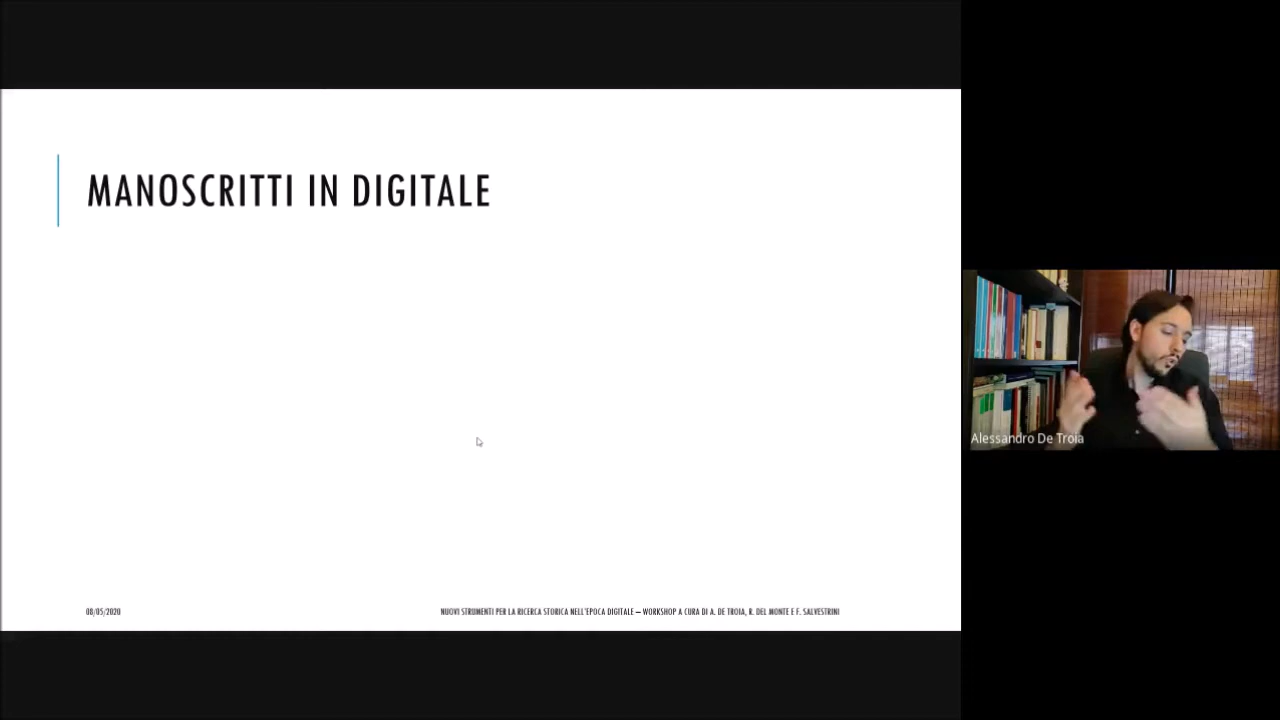 MANOSCRITTI IN DIGITALE
Alessandro De Troia
08/05/2020
NUOVI STRUMENTI PER LA RICERCA STORICA NELL'EPOCA DIGITALE – WORKSHOP A CURA DI A. DE TROIA, R. DEL MONTE E F. SALVESTRINI